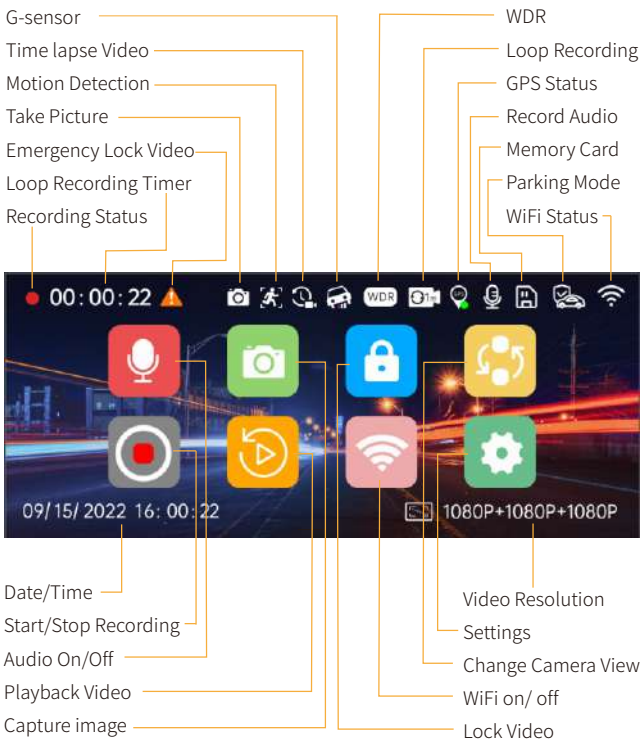 G-sensor
Time lapse Video
Motion Detection
Take Picture
Emergency Lock Video
Loop Recording Timer
Recording Status
WDR
Loop Recording
GPS Status
Record Audio
Memory Card
Parking Mode
WiFi Status
00:00:22
WDR
1m
09/15/2022 16:00:22
1080P+1080P+1080P
Date/Time
Start/Stop Recording
Audio On/Off
Playback Video
Capture image
Video Resolution
Settings
Change Camera View
WiFi on/ off
Lock Video